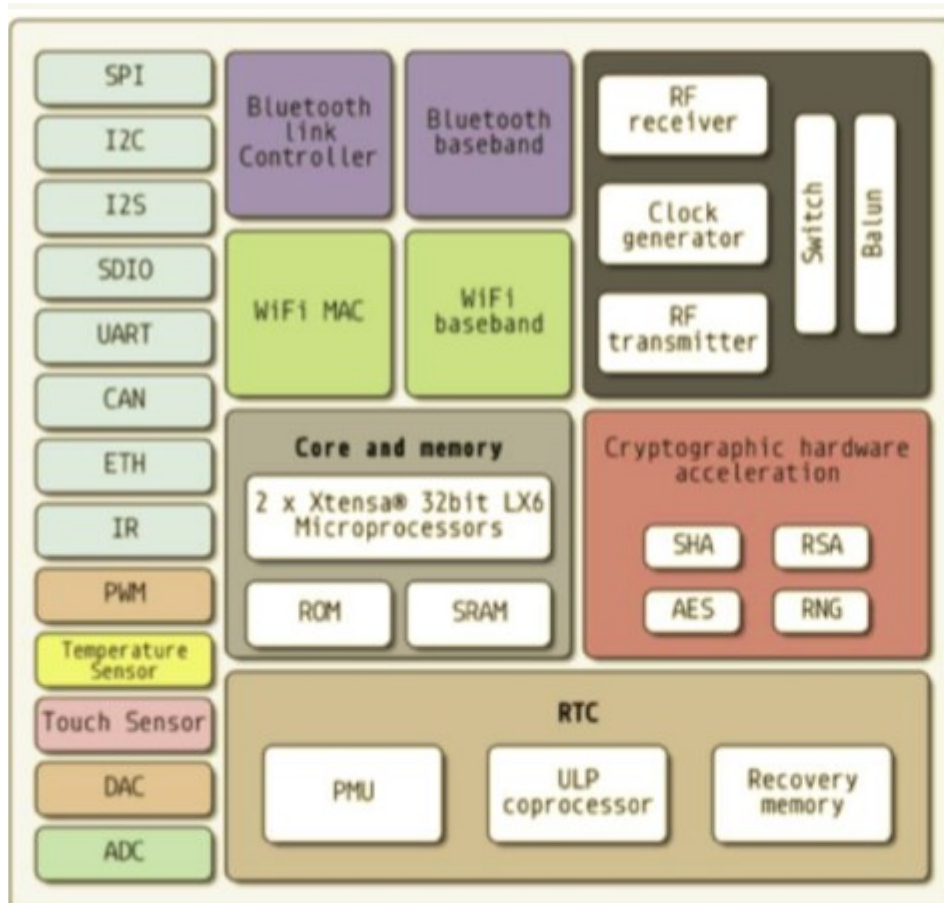 SPI
I2C
I2S
SDIO
UART
CAN
ETH
IR
PWM
Temperature
Sensor
Touch Sensor
DAC
ADC
Bluetooth
link
Controller
Bluetooth
baseband
WiFi MAC
WiFi
baseband
RF
receiver
Clock
generator
RF
transmitter
Switch
Balun
Core and memory
2 x Xtensa® 32bit LX6
Microprocessors
ROM
SRAM
Cryptographic hardware
acceleration
SHA
RSA
AES
RNG
RTC
PMU
ULP
coprocessor
Recovery
memory